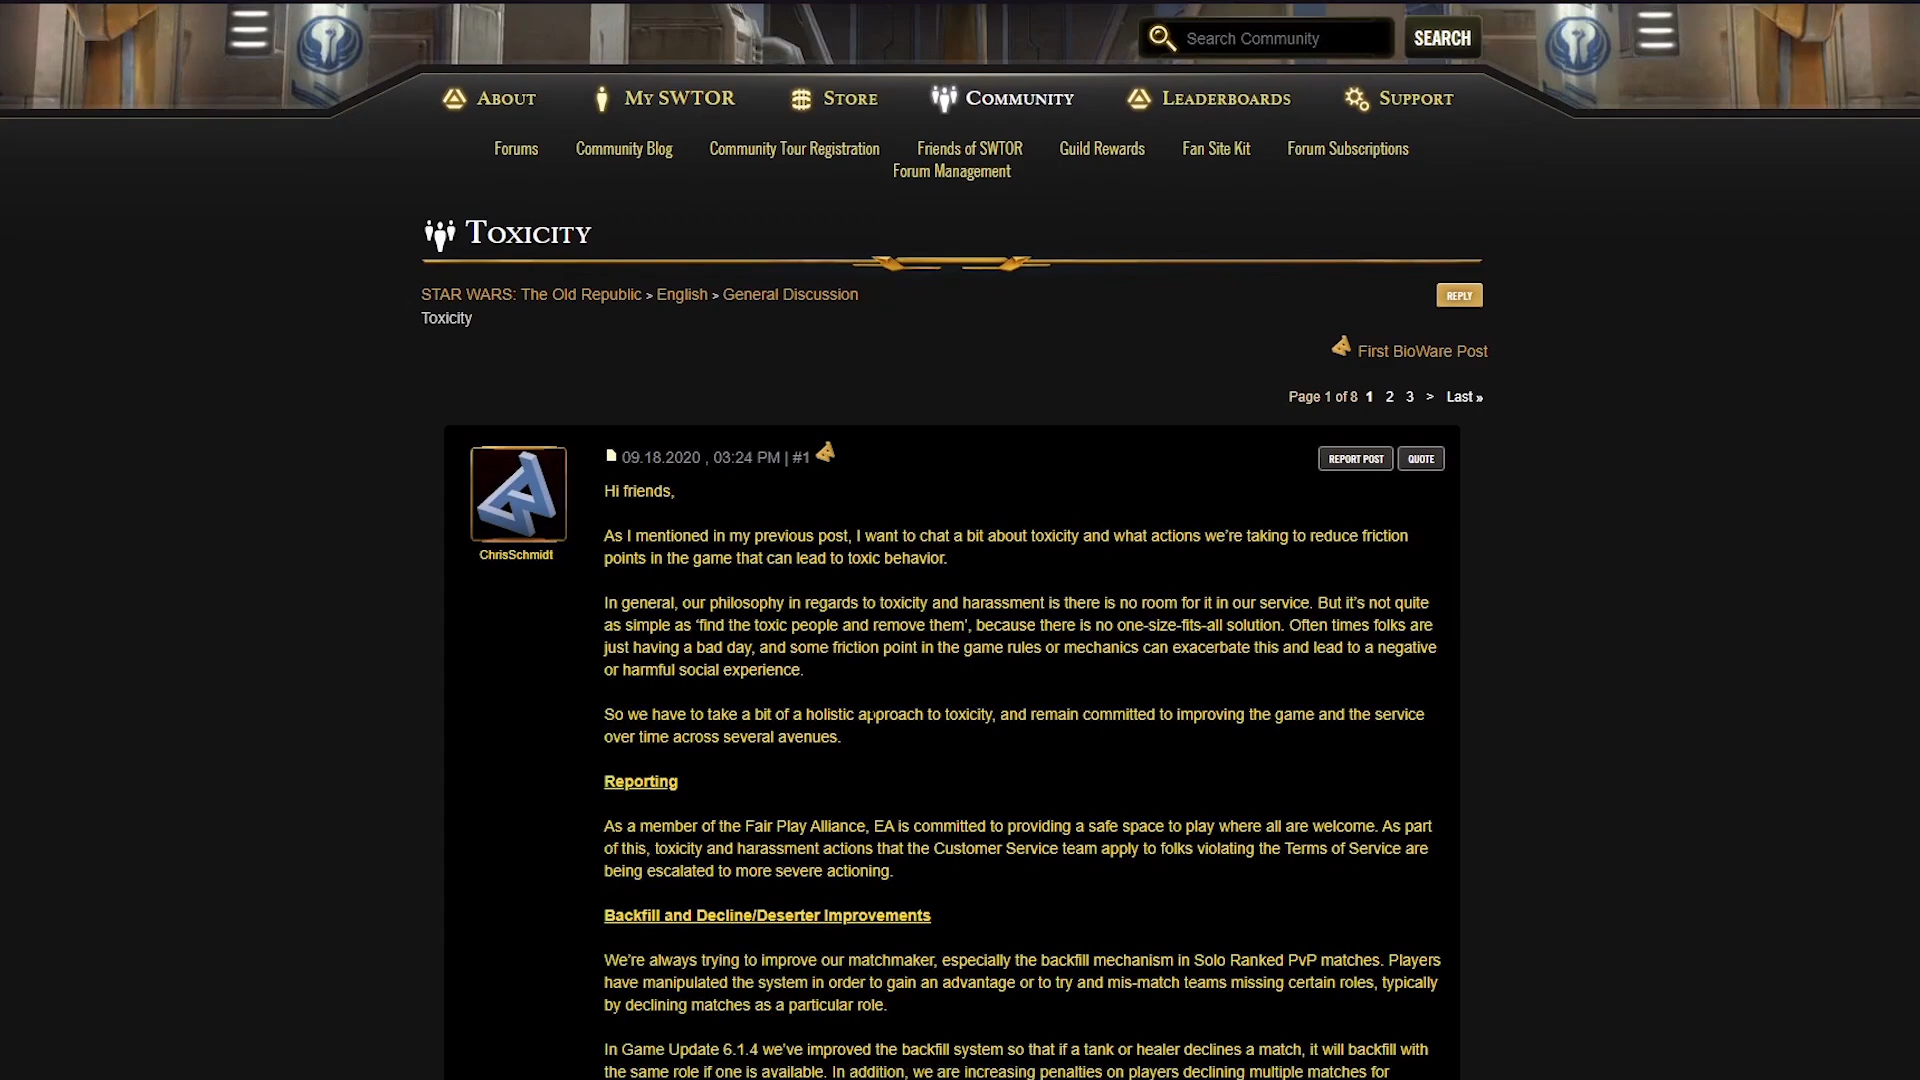 Search Community
SEARCH
ABOUT
MY SWTOR
STORE
COMMUNITY
LEADERBOARDS
SUPPORT
Forums
Community Blog
Community Tour Registration
Friends of SWTOR
Guild Rewards
Fan Site Kit
Forum Subscriptions
Forum Management
TOXICITY
STAR WARS: The Old Republic > English > General Discussion
REPLY
Toxicity
First BioWare Post
Page 1 of 8 1 2 3 > Last »
09.18.2020 , 03:24 PM | #1
REPORT POST
QUOTE
ChrisSchmidt
Hi friends,
As I mentioned in my previous post, I want to chat a bit about toxicity and what actions we’re taking to reduce friction
points in the game that can lead to toxic behavior.
In general, our philosophy in regards to toxicity and harassment is there is no room for it in our service. But it’s not quite
as simple as ‘find the toxic people and remove them’, because there is no one-size-fits-all solution. Often times folks are
just having a bad day, and some friction point in the game rules or mechanics can exacerbate this and lead to a negative
or harmful social experience.
So we have to take a bit of a holistic approach to toxicity, and remain committed to improving the game and the service
over time across several avenues.
Reporting
As a member of the Fair Play Alliance, EA is committed to providing a safe space to play where all are welcome. As part
of this, toxicity and harassment actions that the Customer Service team apply to folks violating the Terms of Service are
being escalated to more severe actioning.
Backfill and Decline/Deserter Improvements
We’re always trying to improve our matchmaker, especially the backfill mechanism in Solo Ranked PvP matches. Players
have manipulated the system in order to gain an advantage or to try and mis-match teams missing certain roles, typically
by declining matches as a particular role.
In Game Update 6.1.4 we’ve improved the backfill system so that if a tank or healer declines a match, it will backfill with
the same role if one is available. In addition, we are increasing penalties on players declining multiple matches for